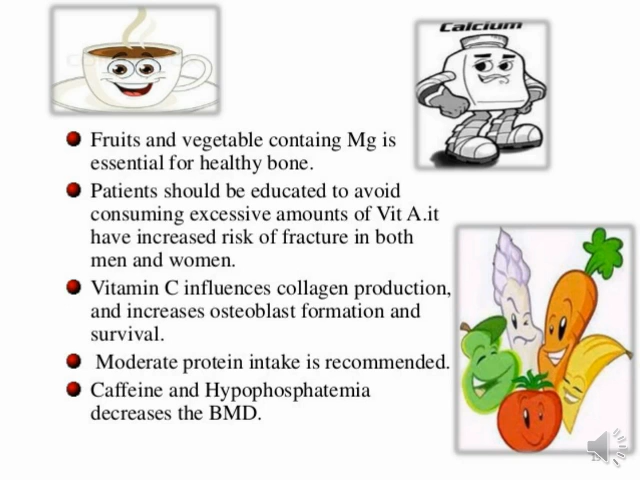 Calcium
Fruits and vegetable containg Mg is
essential for healthy bone.
Patients should be educated to avoid
consuming excessive amounts of Vit A.it
have increased risk of fracture in both
men and women.
Vitamin C influences collagen production,
and increases osteoblast formation and
survival.
Moderate protein intake is recommended.
Caffeine and Hypophosphatemia
decreases the BMD.